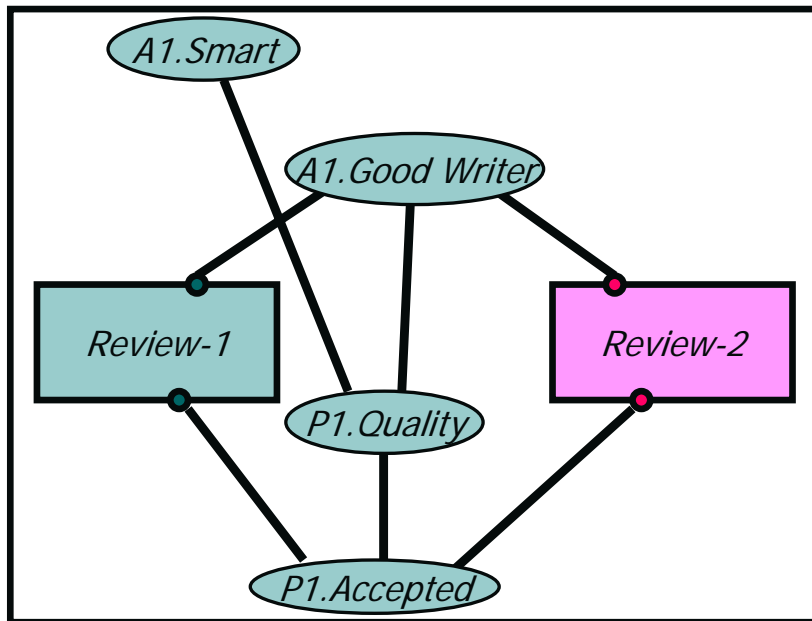 A1.Smart
A1.Good Writer
Review-1
Review-2
P1.Quality
P1.Accepted